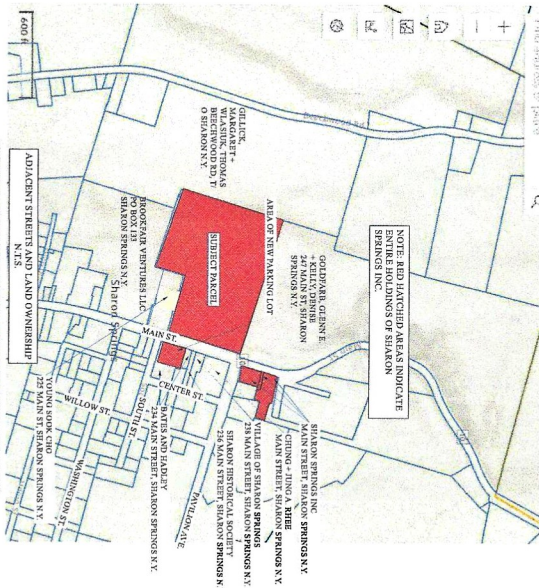 600 ft
NOTE: RED HATCHED AREAS INDICATE
ENTIRE HOLDINGS OF SHARON
SPRINGS INC.
Beechwood Rd
GILLICK,
MARGARET +
WLASIUK, THOMAS
BEECHWOOD RD, T/
O SHARON N.Y.
AREA OF NEW PARKING LOT
GOLDFARB, GLENN E.
+ KELLY, DENISE
247 MAIN ST, SHARON
SPRINGS N.Y.
SUBJECT PARCEL
BROOKFAIR VENTURES LLC
PO BOX 133
SHARON SPRINGS N.Y.
Sharon Springs
MAIN ST.
CENTER ST.
WILLOW ST.
SOUTH ST.
WASHINGTON ST.
PAVILION AVE
SHARON SPRINGS INC
MAIN STREET, SHARON SPRINGS N.Y.
CHUNG + JUNG A RHEE
MAIN STREET, SHARON SPRINGS N.Y.
VILLAGE OF SHARON SPRINGS
238 MAIN STREET, SHARON SPRINGS N.Y.
SHARON HISTORICAL SOCIETY
236 MAIN STREET, SHARON SPRINGS N.
BATES AND HADLEY
234 MAIN STREET, SHARON SPRINGS N.Y.
YOUNG SOOK CHO
225 MAIN ST, SHARON SPRINGS N.Y.
ADJACENT STREETS AND LAND OWNERSHIP
N.T.S.